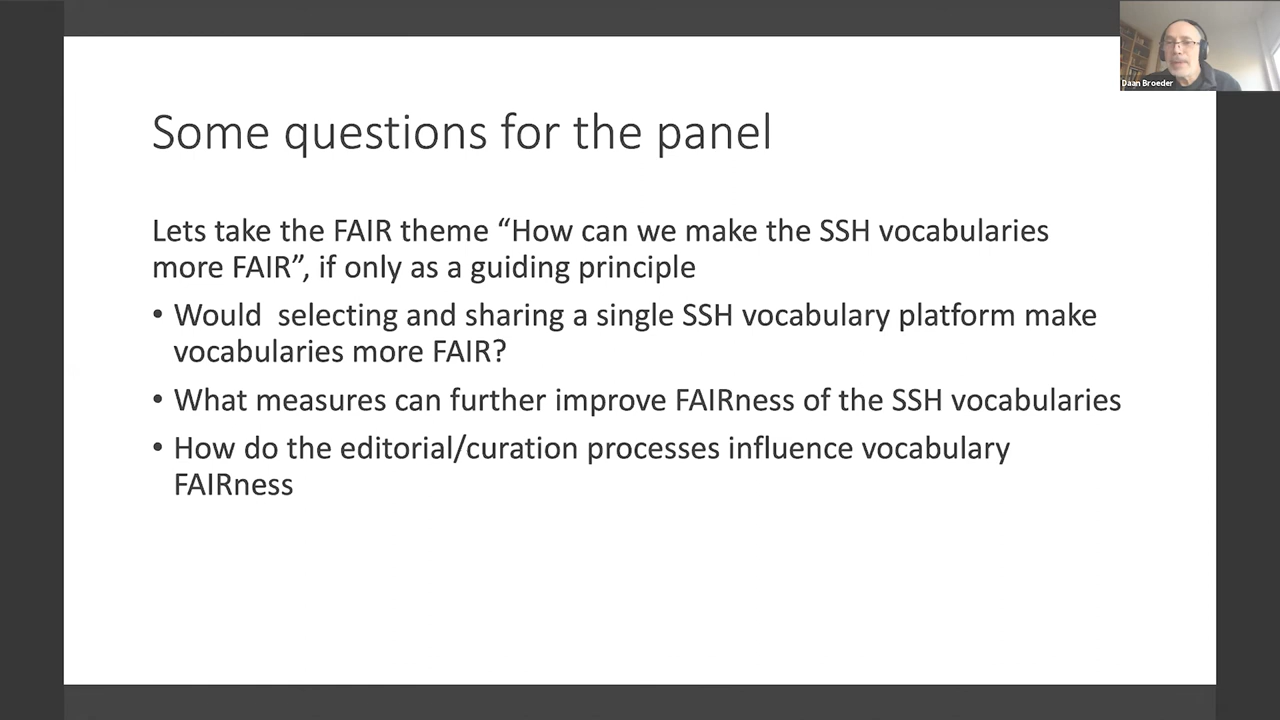 Daan Broeder
Some questions for the panel
Lets take the FAIR theme “How can we make the SSH vocabularies
more FAIR”, if only as a guiding principle
• Would  selecting and sharing a single SSH vocabulary platform make
vocabularies more FAIR?
• What measures can further improve FAIRness of the SSH vocabularies
• How do the editorial/curation processes influence vocabulary
FAIRness